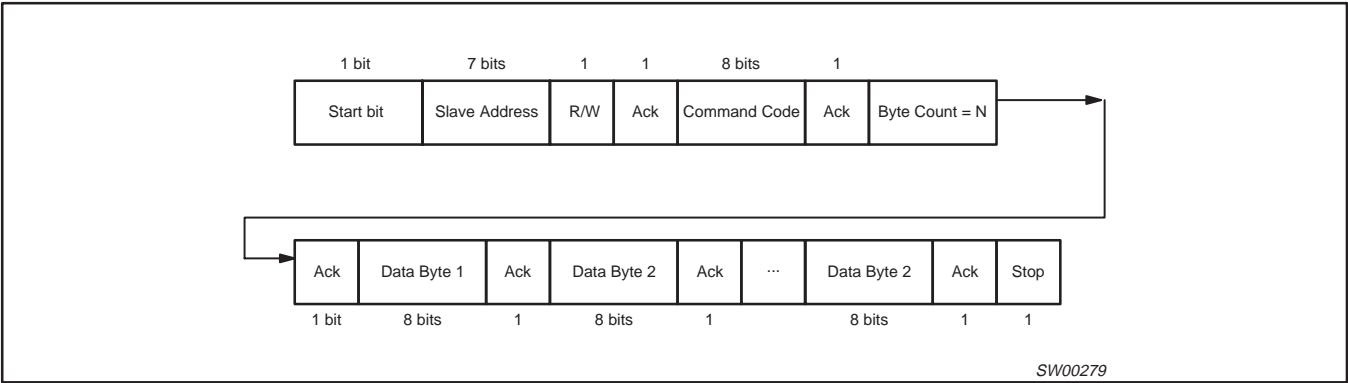 1 bit 7 bits 1 1 8 bits 1
Start bit Slave Address R/W Ack Command Code Ack Byte Count = N
Ack Data Byte 1 Ack Data Byte 2 Ack ... Data Byte 2 Ack Stop
1 bit 8 bits 1 8 bits 1 8 bits 1 1
SW00279